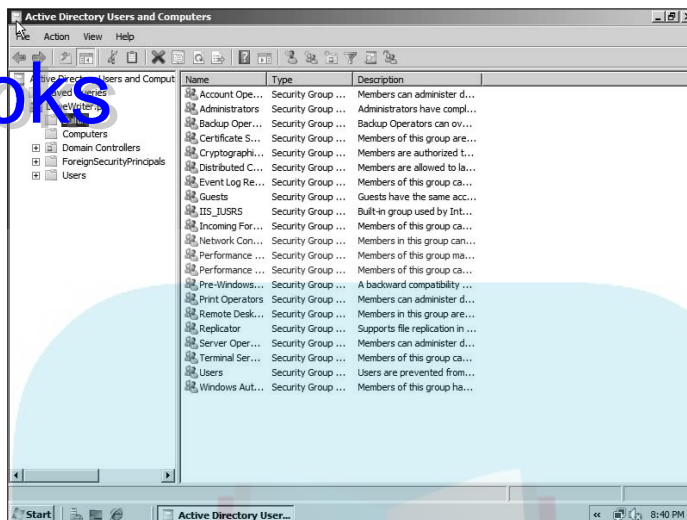 Active Directory Users and Computers
File Action View Help
Active Directory Users and Comput
Saved Queries
oks
Computers
Domain Controllers
ForeignSecurityPrincipals
Users
Name Type Description
Account Ope... Security Group ... Members can administer d...
Administrators Security Group ... Administrators have compl...
Backup Oper... Security Group ... Backup Operators can ov...
Certificate S... Security Group ... Members of this group are...
Cryptographi... Security Group ... Members are authorized t...
Distributed C... Security Group ... Members are allowed to la...
Event Log Re... Security Group ... Members of this group ca...
Guests Security Group ... Guests have the same acc...
IIS_IUSRS Security Group ... Built-in group used by Int...
Incoming For... Security Group ... Members of this group ca...
Network Con... Security Group ... Members in this group can...
Performance ... Security Group ... Members of this group ma...
Performance ... Security Group ... Members of this group ca...
Pre-Windows... Security Group ... A backward compatibility ...
Print Operators Security Group ... Members can administer d...
Remote Desk... Security Group ... Members in this group are...
Replicator Security Group ... Supports file replication in ...
Server Oper... Security Group ... Members can administer d...
Terminal Ser... Security Group ... Members of this group ca...
Users Security Group ... Users are prevented from...
Windows Aut... Security Group ... Members of this group ha...
Start
Active Directory User...
« 8:40 PM